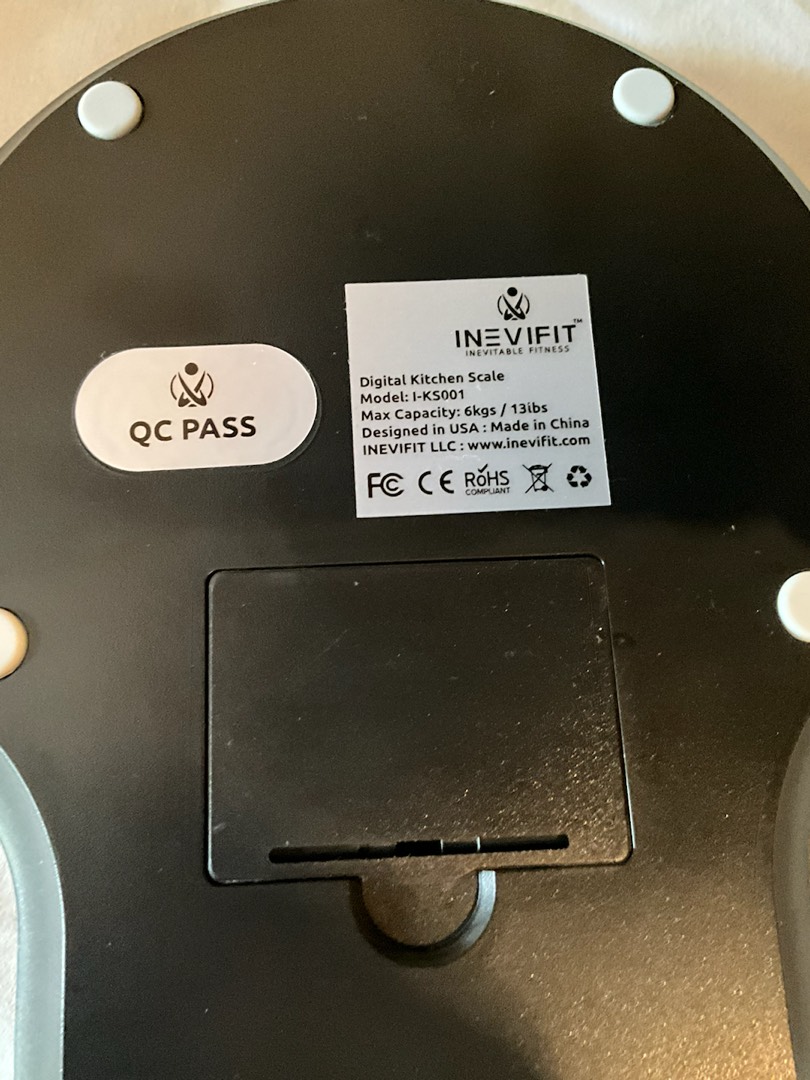 INEVIFIT™
INEVITABLE FITNESS
Digital Kitchen Scale
Model: I-KS001
Max Capacity: 6kgs / 13ibs
Designed in USA : Made in China
INEVIFIT LLC : www.inevifit.com
FC CE RoHS
COMPLIANT
QC PASS